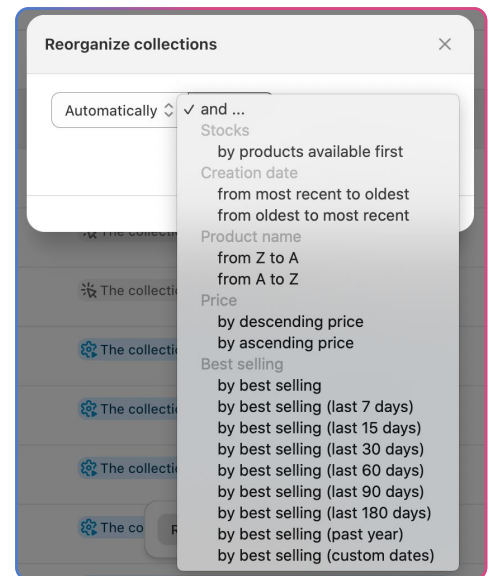 Reorganize collections
Automatically
✓ and ...
Stocks
by products available first
Creation date
from most recent to oldest
from oldest to most recent
Product name
from Z to A
from A to Z
Price
by descending price
by ascending price
Best selling
by best selling
by best selling (last 7 days)
by best selling (last 15 days)
by best selling (last 30 days)
by best selling (last 60 days)
by best selling (last 90 days)
by best selling (last 180 days)
by best selling (past year)
by best selling (custom dates)
The collecti
The collecti
The collecti
The collecti
The co